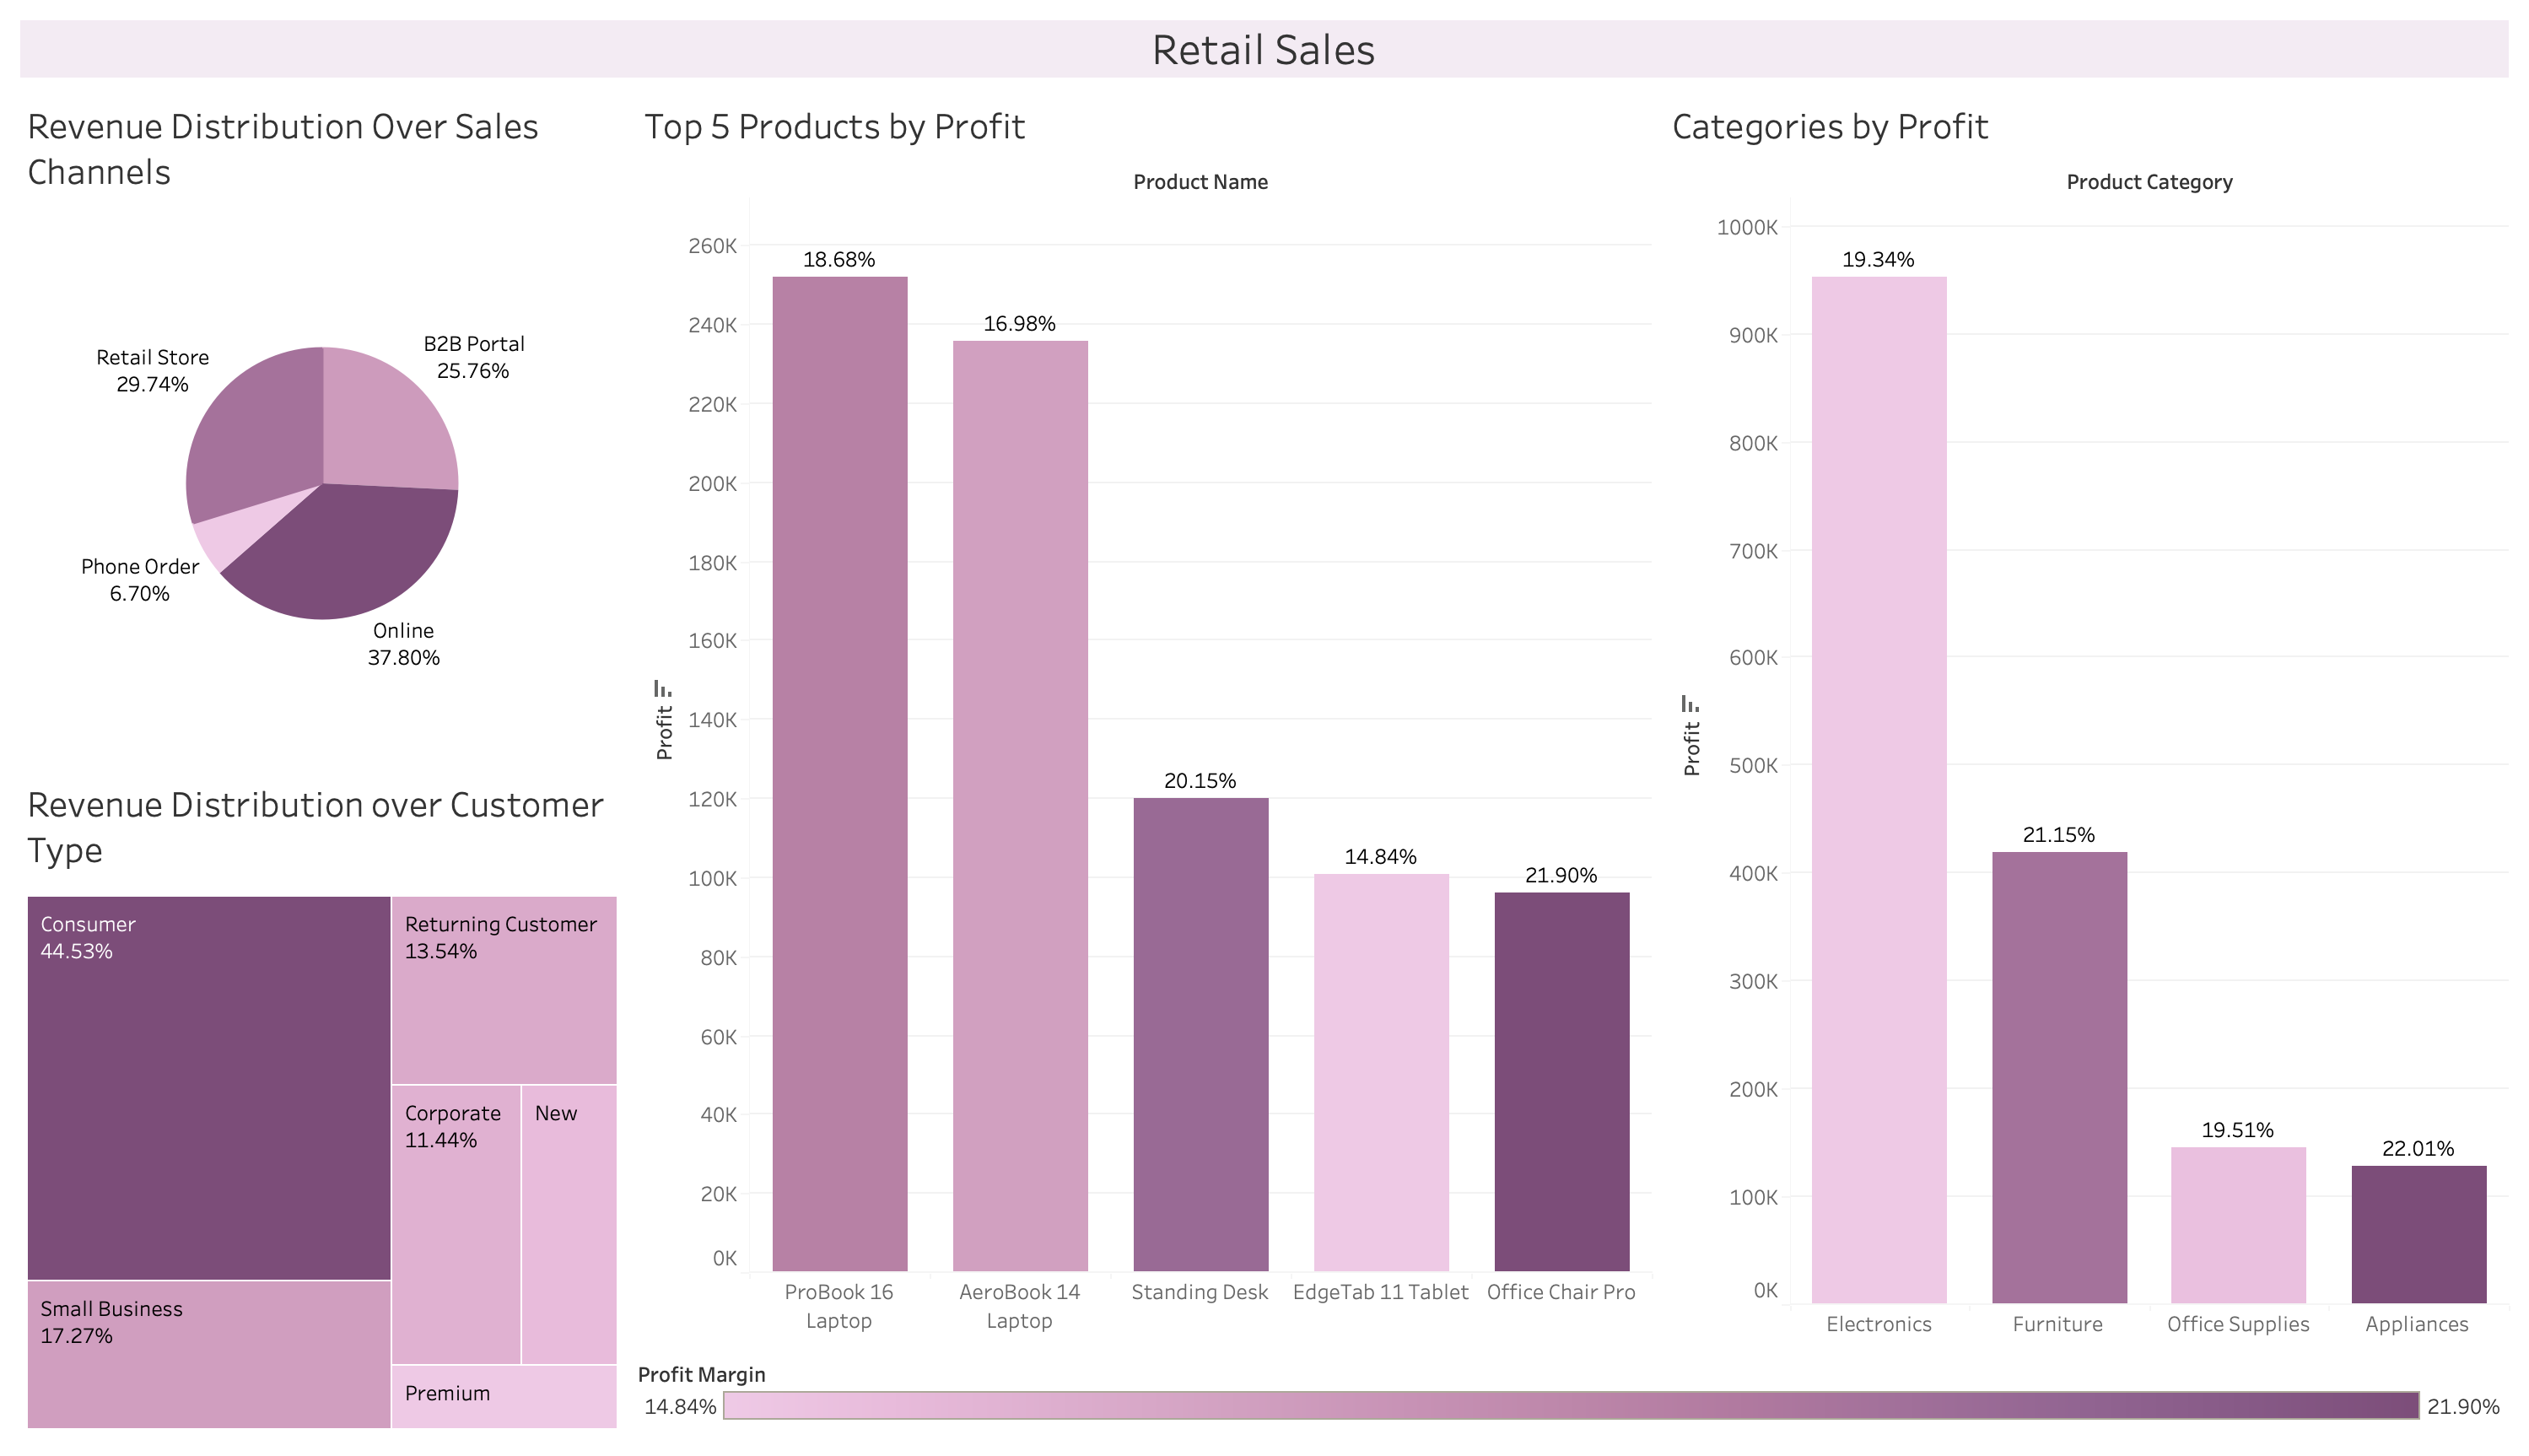 Retail Sales
Revenue Distribution Over Sales
Channels
Retail Store
29.74%
B2B Portal
25.76%
Phone Order
6.70%
Online
37.80%
Revenue Distribution over Customer
Type
Consumer
44.53%
Returning Customer
13.54%
Corporate
11.44%
New
Small Business
17.27%
Premium
Top 5 Products by Profit
Product Name
Profit
260K
240K
220K
200K
180K
160K
140K
120K
100K
80K
60K
40K
20K
0K
18.68%
16.98%
20.15%
14.84%
21.90%
ProBook 16
Laptop
AeroBook 14
Laptop
Standing Desk
EdgeTab 11 Tablet
Office Chair Pro
Categories by Profit
Product Category
Profit
1000K
900K
800K
700K
600K
500K
400K
300K
200K
100K
0K
19.34%
21.15%
19.51%
22.01%
Electronics
Furniture
Office Supplies
Appliances
Profit Margin
14.84%
21.90%